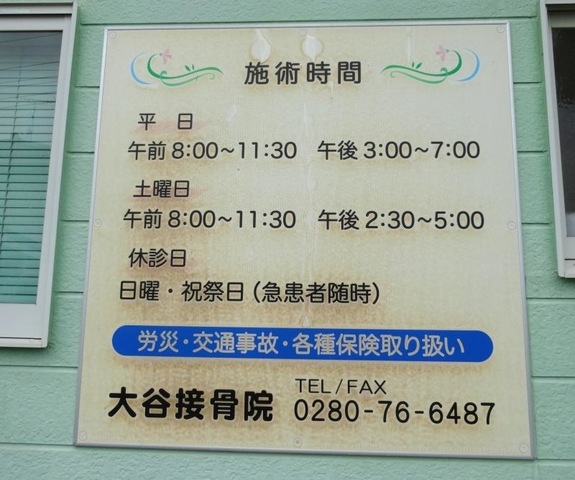 施術時間
平 日
午前 8:00～11:30 午後 3:00～7:00
土曜日
午前 8:00～11:30 午後 2:30～5:00
休診日
日曜・祝祭日（急患者随時）
労災・交通事故・各種保険取り扱い
TEL/FAX
大谷接骨院 0280-76-6487